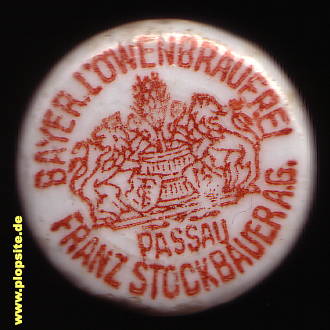 BAYER. LÖWENBRAUEREI
PASSAU
FRANZ STOCKBAUER A.G.
www.plopsite.de